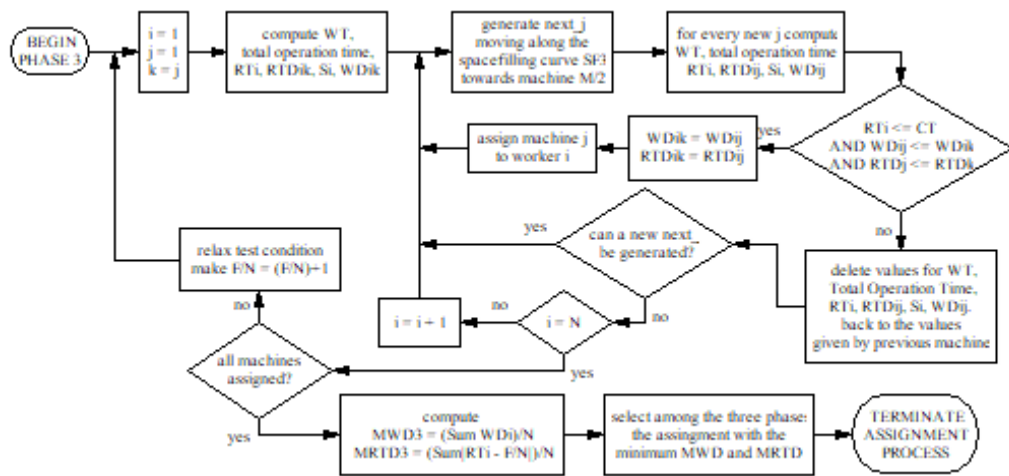 BEGIN
PHASE 3
i = 1
j = 1
k = j
compute WT,
total operation time,
RTi, RTDik, Si, WDik
generate next_j
moving along the
spacefilling curve SF3
towards machine M/2
for every new j compute
WT, total operation time
RTi, RTDij, Si, WDij
RTi <= CT
AND WDij <= WDik
AND RTDj <= RTDk
yes
WDik = WDij
RTDik = RTDij
assign machine j
to worker i
no
delete values for WT,
Total Operation Time,
RTi, RTDij, Si, WDij.
back to the values
given by previous machine
can a new next_
be generated?
yes
no
i = N
no
i = i + 1
yes
all machines
assigned?
no
relax test condition
make F/N = (F/N)+1
yes
compute
MWD3 = (Sum WDi)/N
MRTD3 = (Sum|RTi - F/N|)/N
select among the three phase:
the assingment with the
minimum MWD and MRTD
TERMINATE
ASSIGNMENT
PROCESS